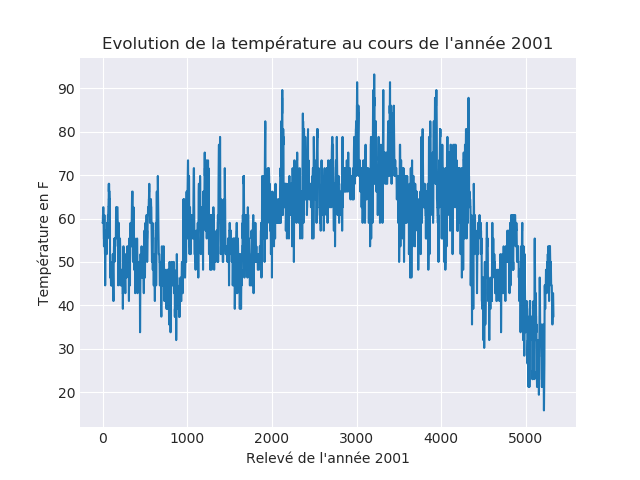 Evolution de la température au cours de l'année 2001
90
80
70
60
50
40
30
20
Température en F
0 1000 2000 3000 4000 5000
Relevé de l'année 2001